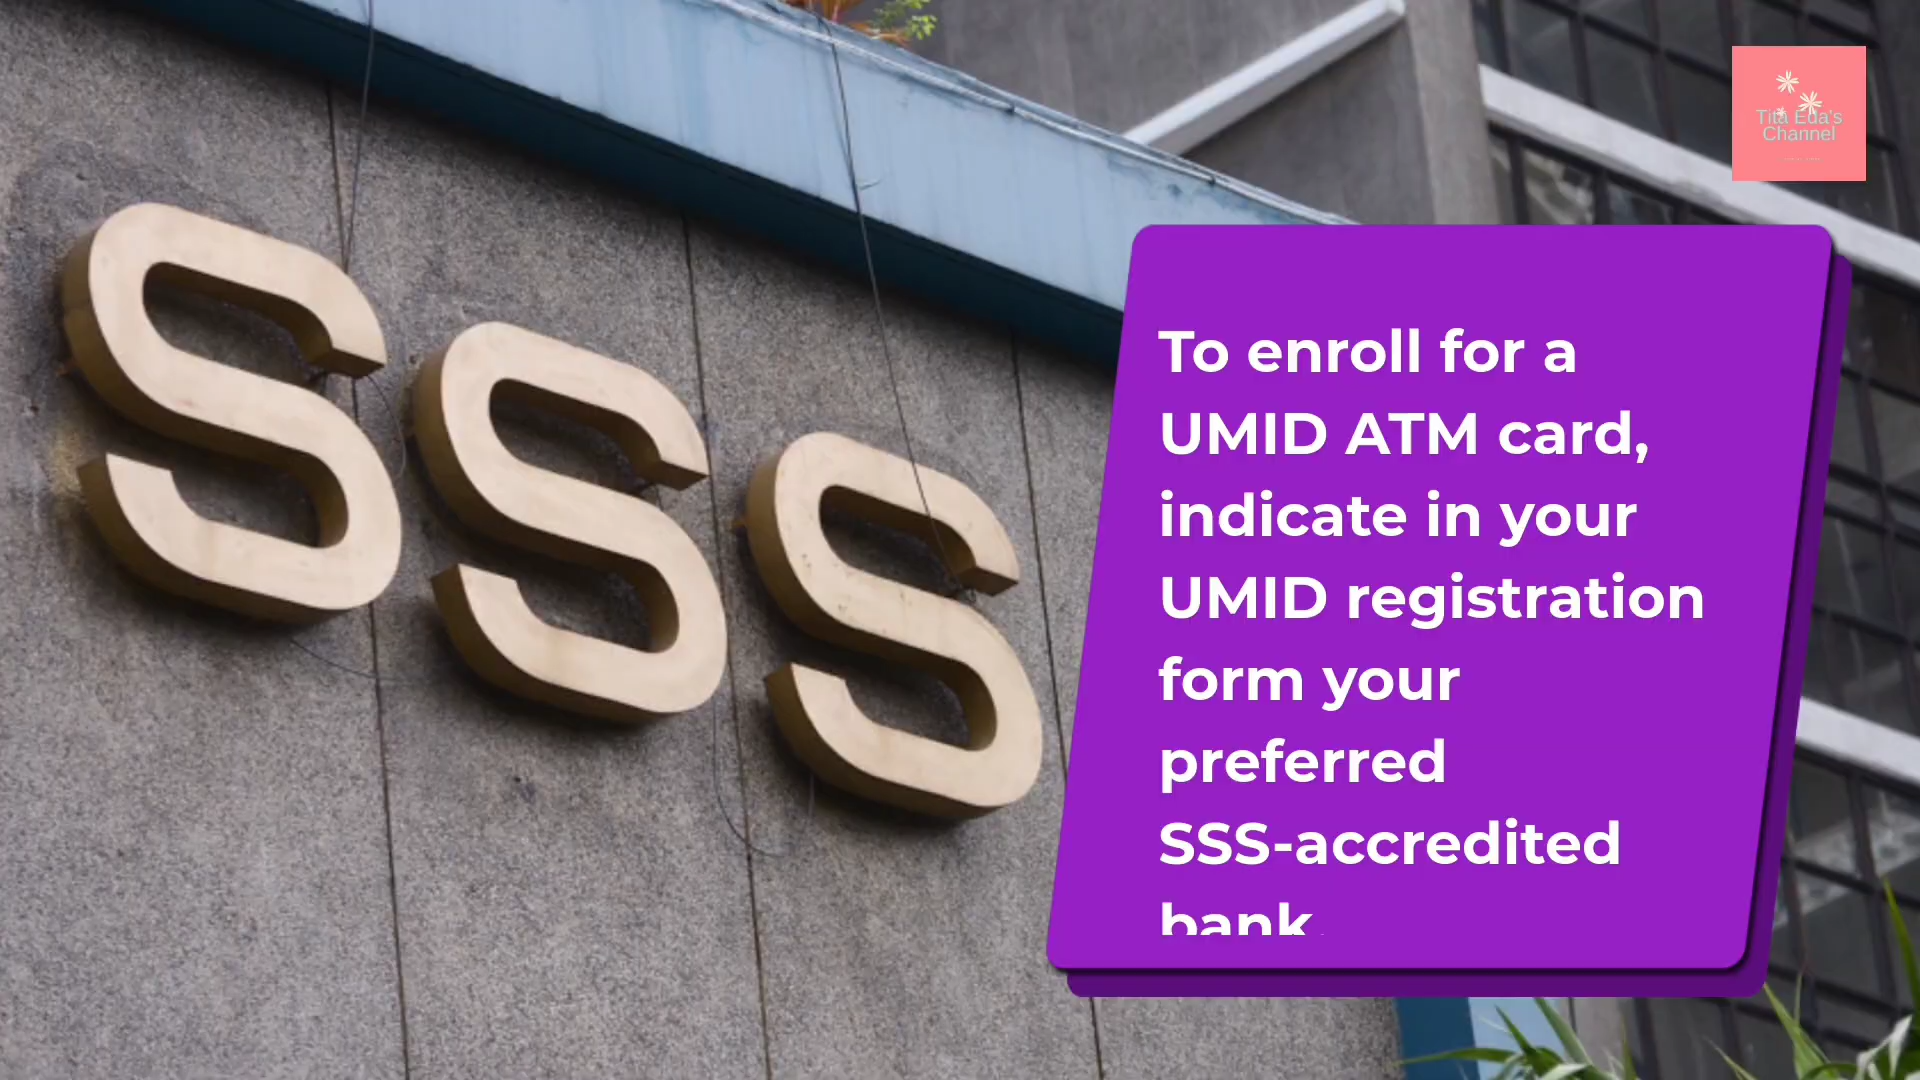 SSS
Tita Eda's
Channel
To enroll for a
UMID ATM card,
indicate in your
UMID registration
form your
preferred
SSS-accredited
bank.